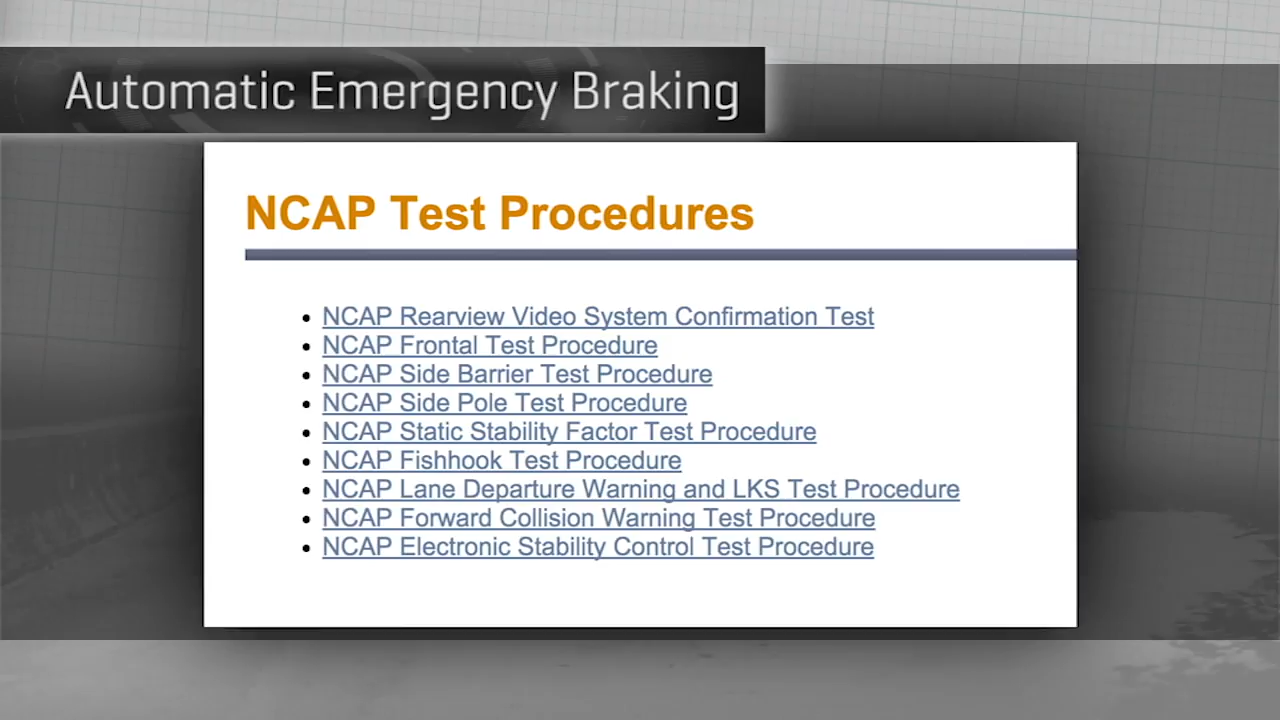 Automatic Emergency Braking
NCAP Test Procedures
NCAP Rearview Video System Confirmation Test
NCAP Frontal Test Procedure
NCAP Side Barrier Test Procedure
NCAP Side Pole Test Procedure
NCAP Static Stability Factor Test Procedure
NCAP Fishhook Test Procedure
NCAP Lane Departure Warning and LKS Test Procedure
NCAP Forward Collision Warning Test Procedure
NCAP Electronic Stability Control Test Procedure